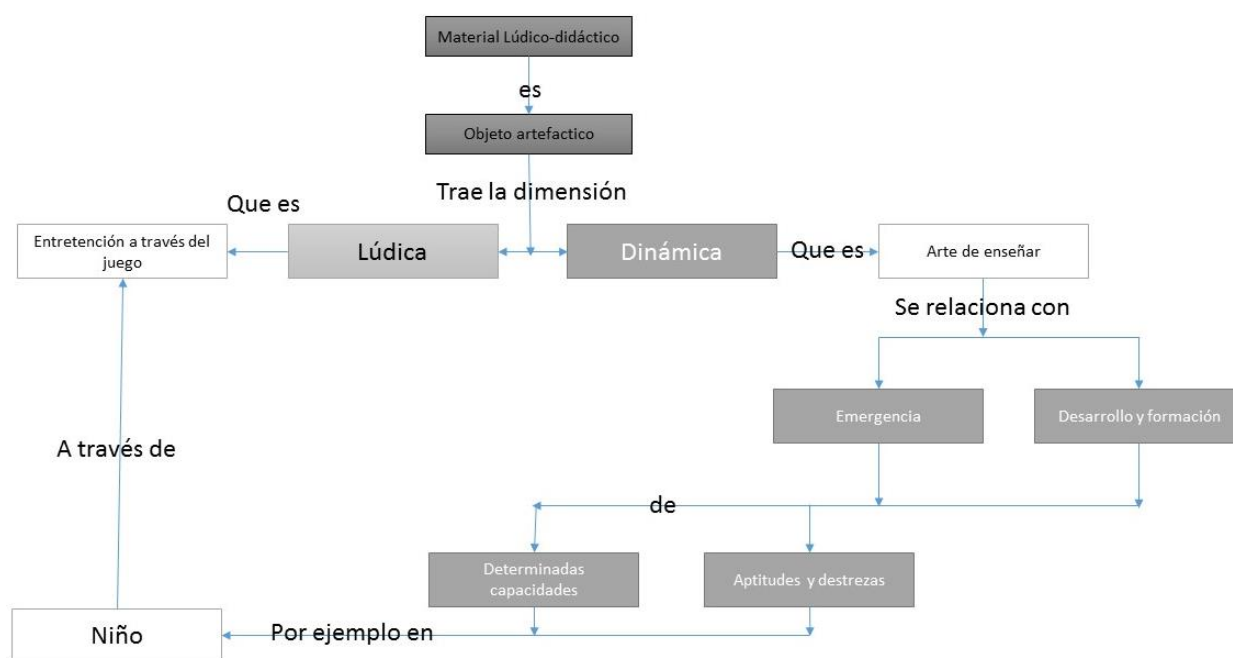 Material Lúdico-didáctico
es
Objeto artefactico
Trae la dimensión
Que es
Entretención a través del
juego
Lúdica
Dinámica
Que es
Arte de enseñar
Se relaciona con
Emergencia
Desarrollo y formación
A través de
de
Determinadas
capacidades
Aptitudes y destrezas
Niño
Por ejemplo en